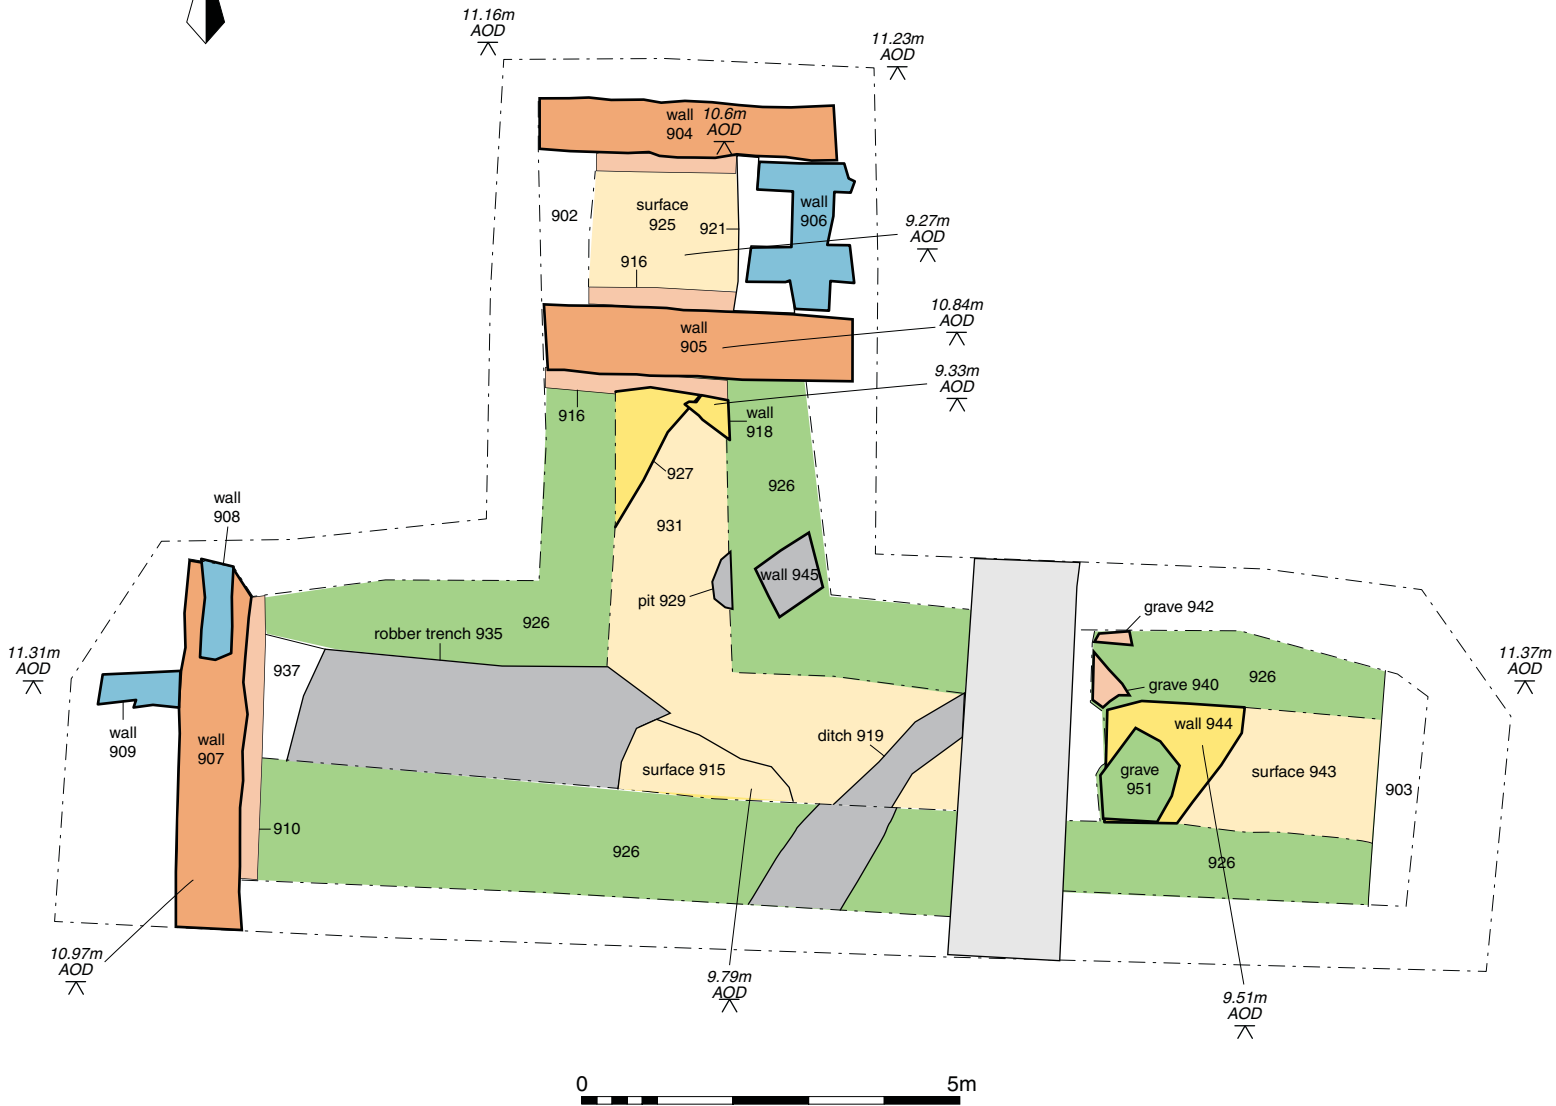 11.16m
AOD
11.23m
AOD
wall
904
10.6m
AOD
902
surface
925
921
wall
906
9.27m
AOD
916
10.84m
AOD
wall
905
9.33m
AOD
916
wall
918
927
926
931
wall
908
wall 945
pit 929
grave 942
926
robber trench 935
11.31m
AOD
937
11.37m
AOD
grave 940
926
wall
909
wall
907
ditch 919
wall 944
surface 915
grave
951
surface 943
903
910
926
926
10.97m
AOD
9.79m
AOD
9.51m
AOD
0
5m